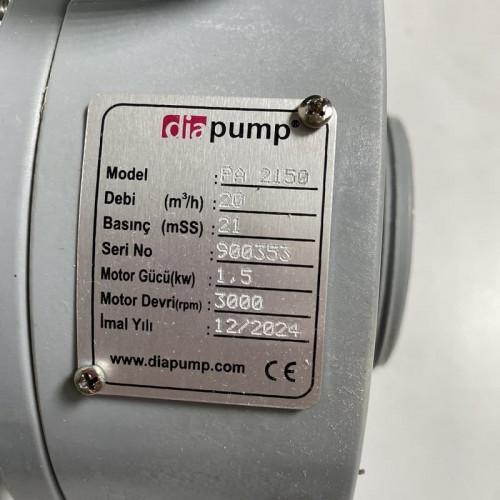 diapump®
Model : PA 2150
Debi (m³/h) : 20
Basınç (mSS) : 21
Seri No : 900353
Motor Gücü(kw) : 1,5
Motor Devri(rpm) : 3000
İmal Yılı : 12/2024
www.diapump.com CE